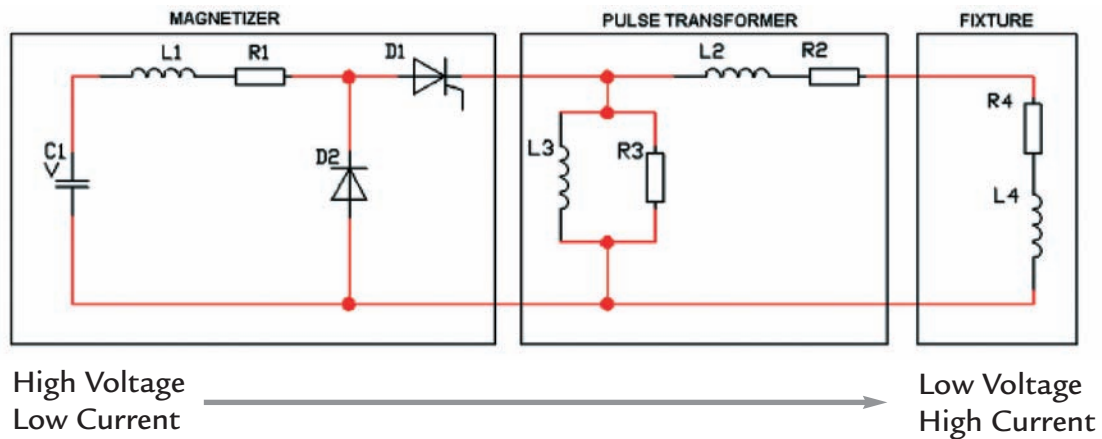 MAGNETIZER
PULSE TRANSFORMER
FIXTURE
L1
R1
D1
L2
R2
R4
C1
V
D2
L3
R3
L4
High Voltage
Low Current
Low Voltage
High Current